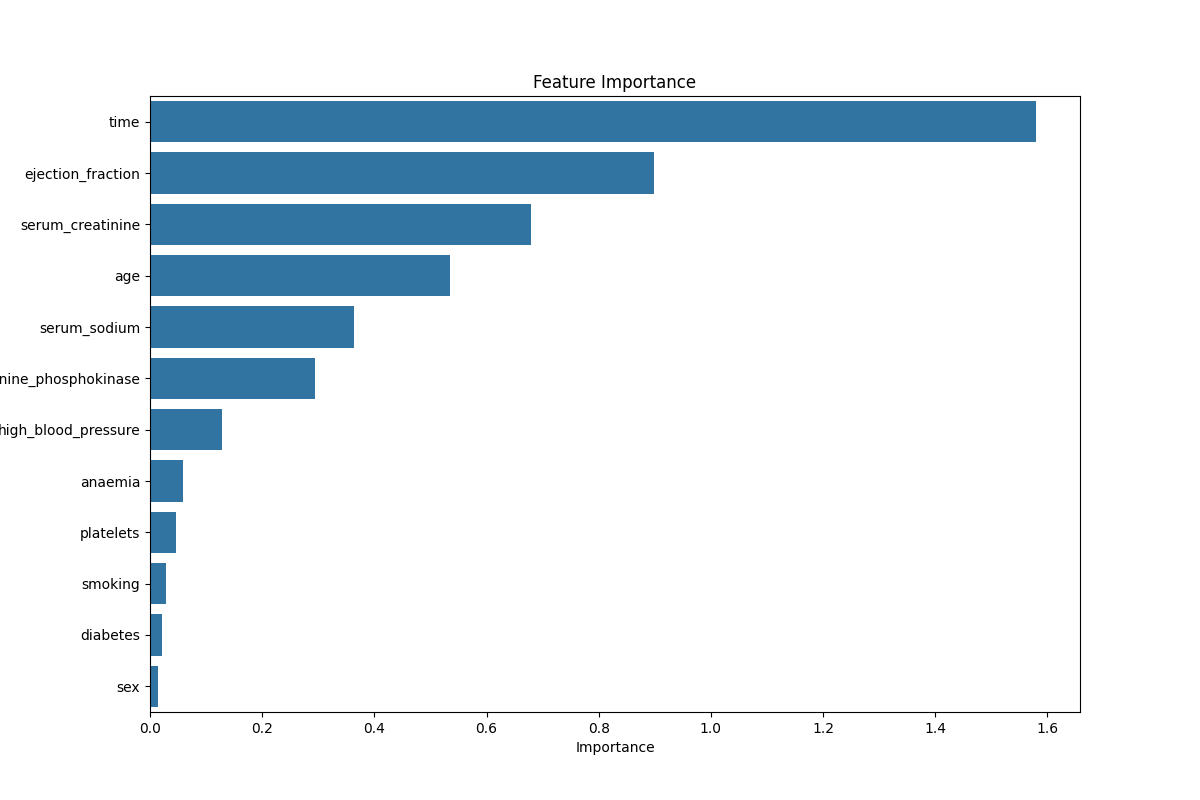 Feature Importance
time
ejection_fraction
serum_creatinine
age
serum_sodium
nine_phosphokinase
high_blood_pressure
anaemia
platelets
smoking
diabetes
sex
0.0 0.2 0.4 0.6 0.8 1.0 1.2 1.4 1.6
Importance